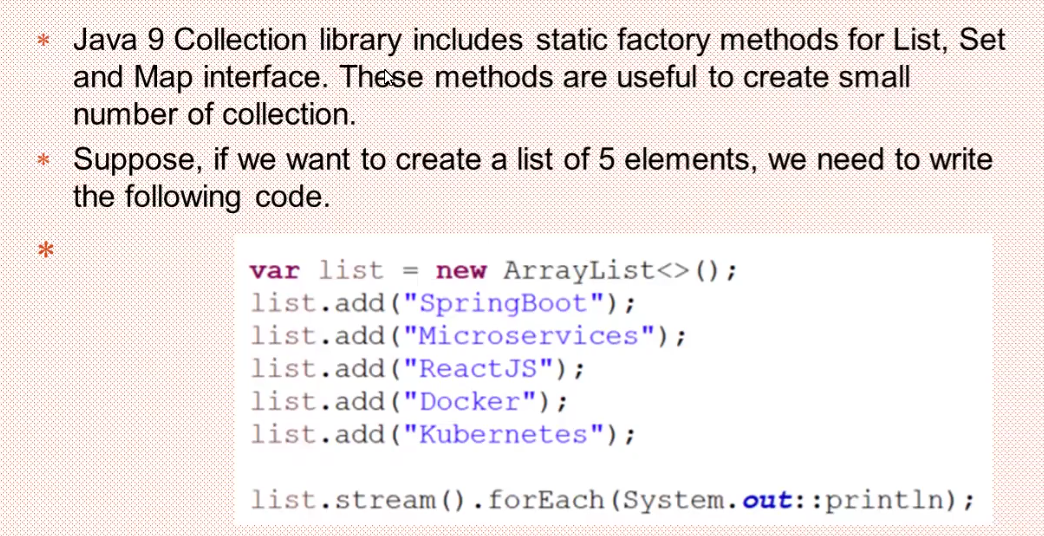 * Java 9 Collection library includes static factory methods for List, Set
and Map interface. These methods are useful to create small
number of collection.
* Suppose, if we want to create a list of 5 elements, we need to write
the following code.
*
var list = new ArrayList<>();
list.add("SpringBoot");
list.add("Microservices");
list.add("ReactJS");
list.add("Docker");
list.add("Kubernetes");
list.stream().forEach(System.out::println);